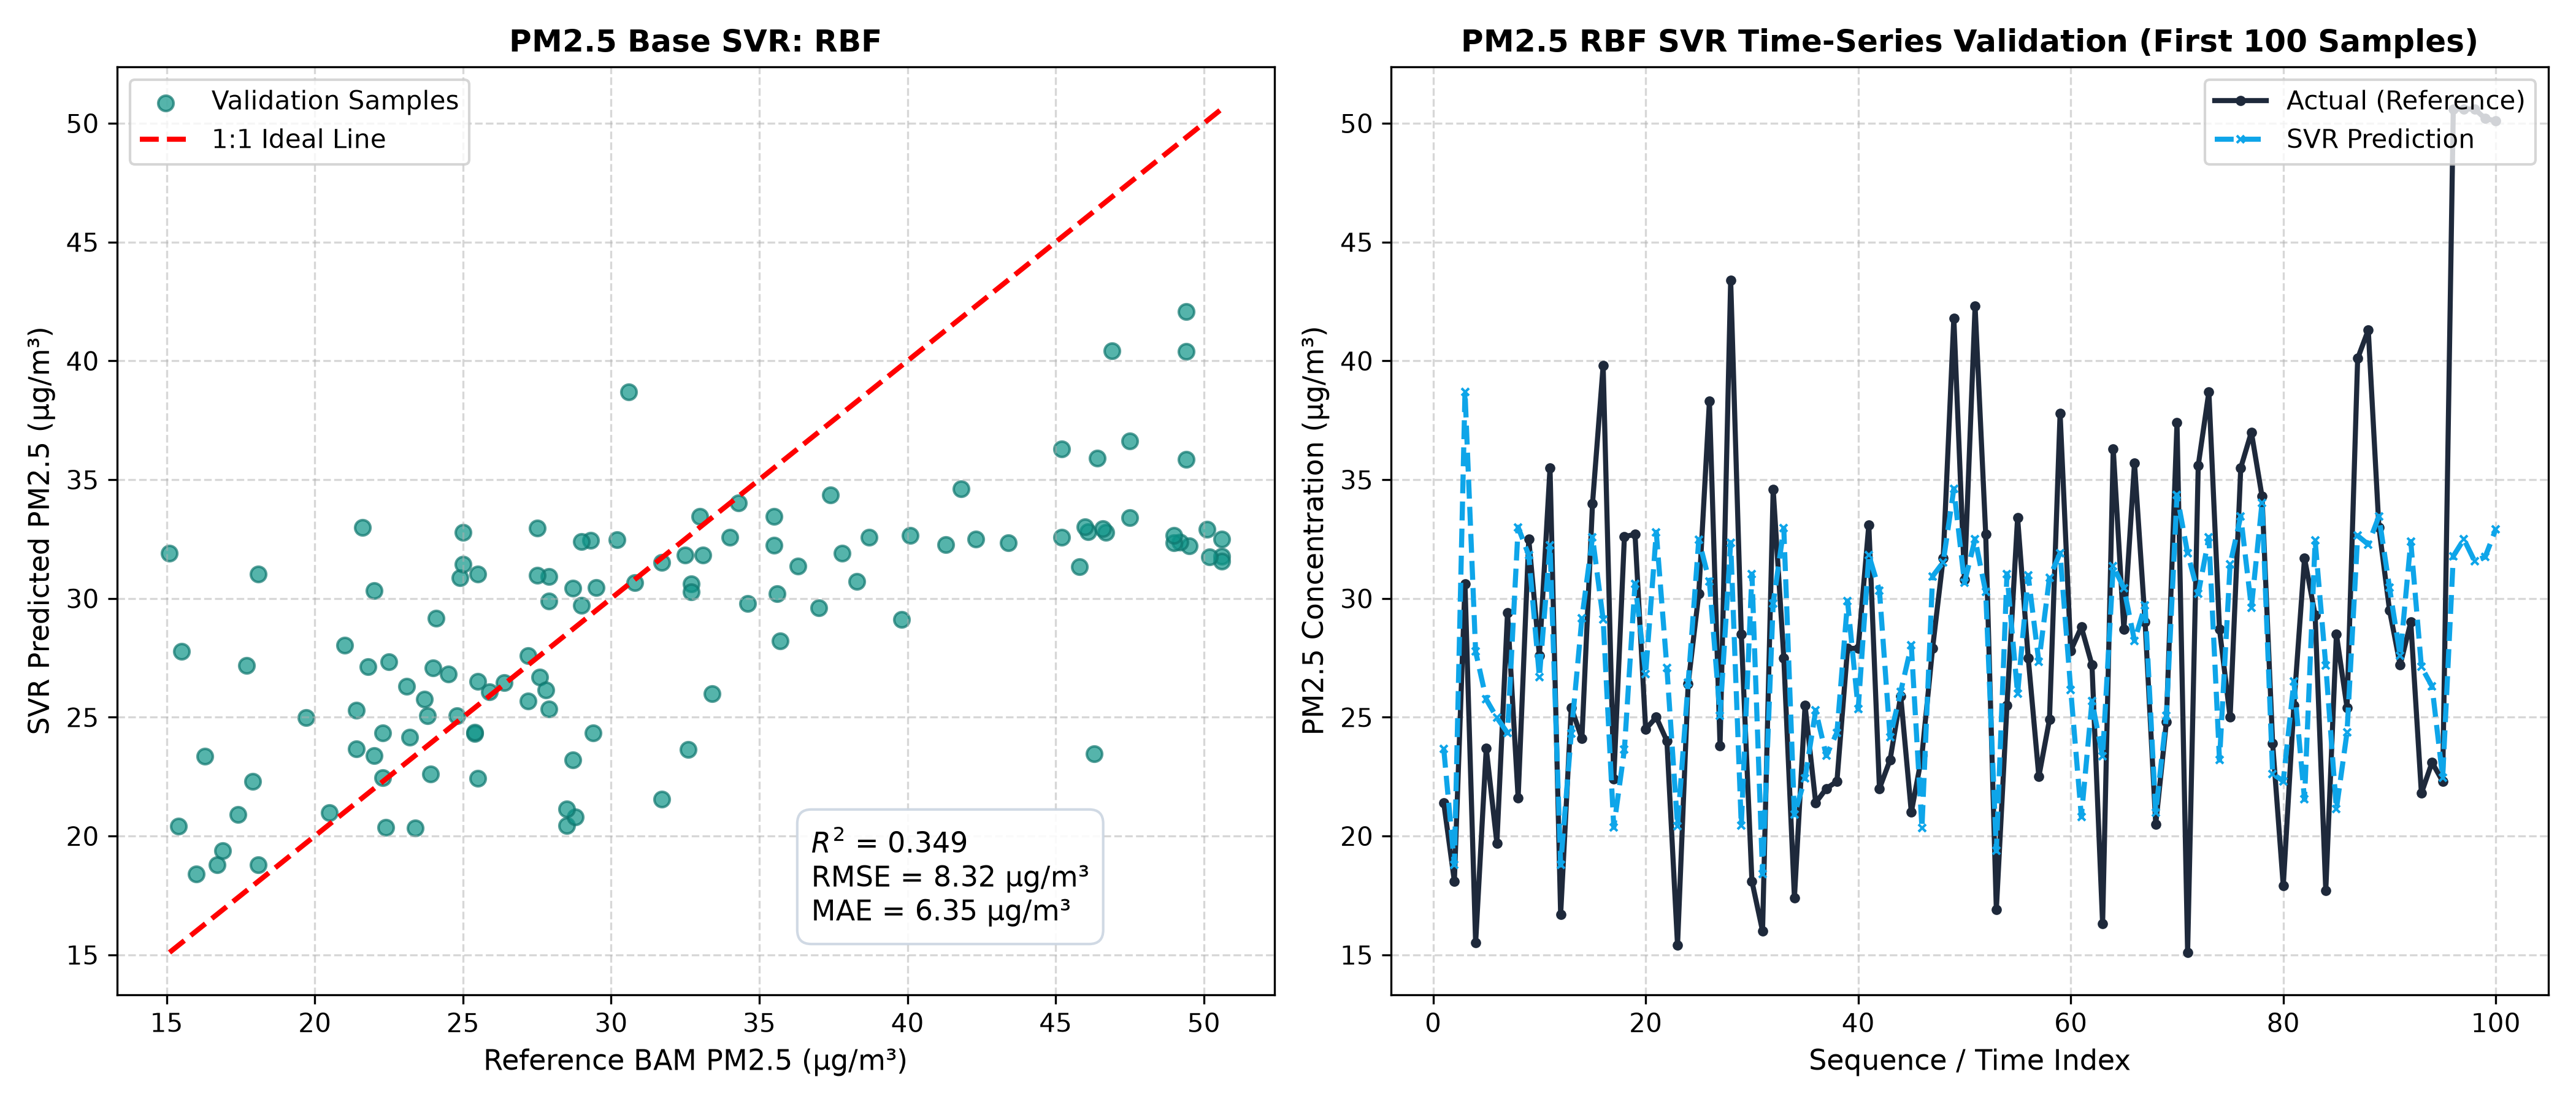 PM2.5 Base SVR: RBF
Validation Samples
1:1 Ideal Line
SVR Predicted PM2.5 (µg/m³)
50
45
40
35
30
25
20
15
R² = 0.349
RMSE = 8.32 µg/m³
MAE = 6.35 µg/m³
15 20 25 30 35 40 45 50
Reference BAM PM2.5 (µg/m³)
PM2.5 RBF SVR Time-Series Validation (First 100 Samples)
Actual (Reference)
SVR Prediction
PM2.5 Concentration (µg/m³)
50
45
40
35
30
25
20
15
0 20 40 60 80 100
Sequence / Time Index